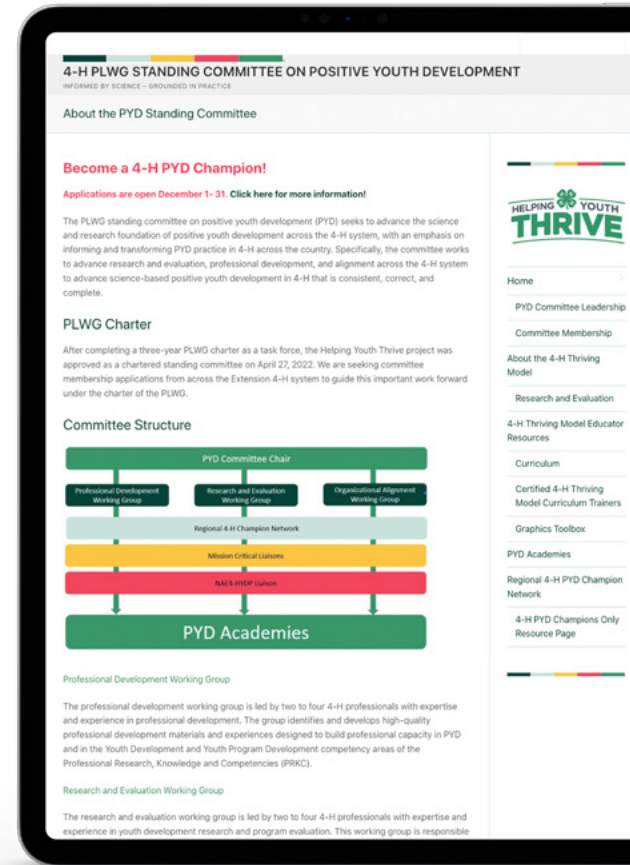 4-H PLWG STANDING COMMITTEE ON POSITIVE YOUTH DEVELOPMENT
INFORMED BY SCIENCE – GROUNDED IN PRACTICE
About the PYD Standing Committee
Become a 4-H PYD Champion!
Applications are open December 1- 31. Click here for more information!
The PLWG standing committee on positive youth development (PYD) seeks to advance the science
and research foundation of positive youth development across the 4-H system, with an emphasis on
informing and transforming PYD practice in 4-H across the country. Specifically, the committee works
to advance research and evaluation, professional development, and alignment across the 4-H system
to advance science-based positive youth development in 4-H that is consistent, correct, and
complete.
PLWG Charter
After completing a three-year PLWG charter as a task force, the Helping Youth Thrive project was
approved as a chartered standing committee on April 27, 2022. We are seeking committee
membership applications from across the Extension 4-H system to guide this important work forward
under the charter of the PLWG.
Committee Structure
PYD Committee Chair
Professional Development
Working Group
Research and Evaluation
Working Group
Organizational Alignment
Working Group
Regional 4-H Champion Network
Mission Critical Liaisons
NAE4-HYDP Liaison
PYD Academies
Professional Development Working Group
The professional development working group is led by two to four 4-H professionals with expertise
and experience in professional development. The group identifies and develops high-quality
professional development materials and experiences designed to build professional capacity in PYD
and in the Youth Development and Youth Program Development competency areas of the
Professional Research, Knowledge and Competencies (PRKC).
Research and Evaluation Working Group
The research and evaluation working group is led by two to four 4-H professionals with expertise and
experience in youth development research and program evaluation. This working group is responsible
HELPING YOUTH
THRIVE
Home
PYD Committee Leadership
Committee Membership
About the 4-H Thriving
Model
Research and Evaluation
4-H Thriving Model Educator
Resources
Curriculum
Certified 4-H Thriving
Model Curriculum Trainers
Graphics Toolbox
PYD Academies
Regional 4-H PYD Champion
Network
4-H PYD Champions Only
Resource Page